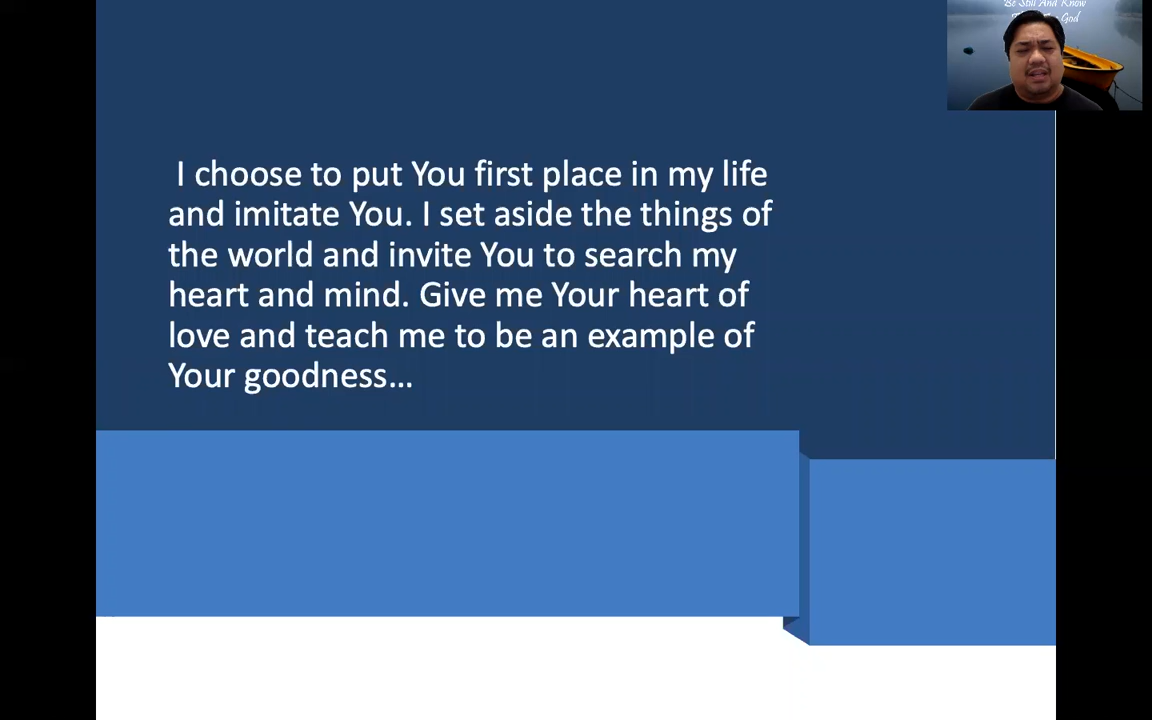 Be Still And Know
God
I choose to put You first place in my life
and imitate You. I set aside the things of
the world and invite You to search my
heart and mind. Give me Your heart of
love and teach me to be an example of
Your goodness...